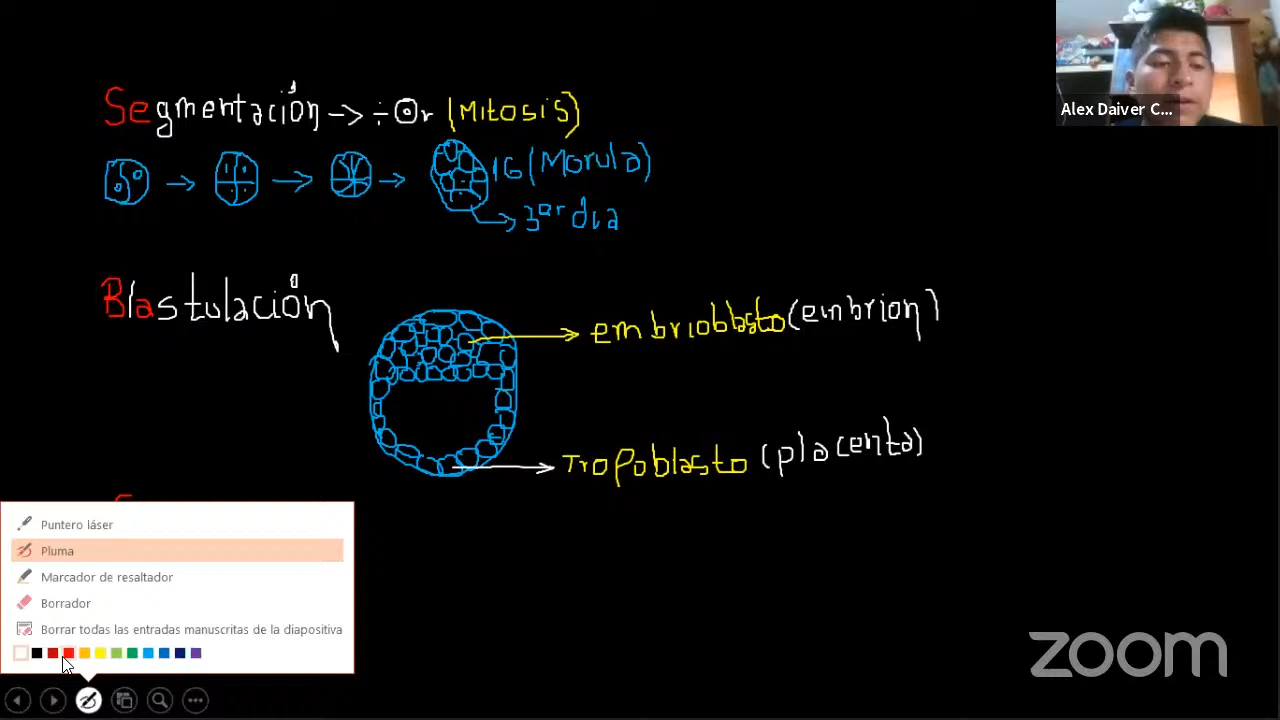 Segmentación -> ÷ or (Mitosis)
16 (Morula)
3er dia
Blastulación
embrioblasto (embrion)
Tropoblasto (placenta)
Puntero láser
Pluma
Marcador de resaltador
Borrador
Borrar todas las entradas manuscritas de la diapositiva
Alex Daiver C...
zoom